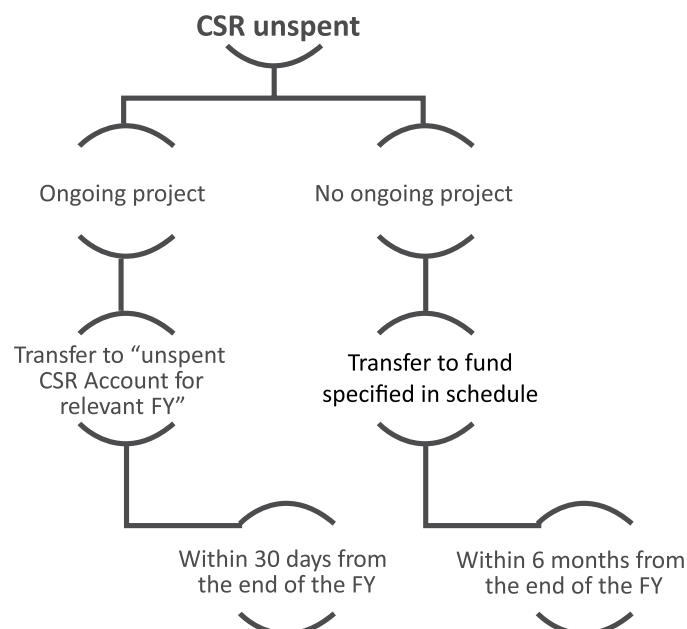 CSR unspent
Ongoing project
No ongoing project
Transfer to “unspent
CSR Account for
relevant FY”
Transfer to fund
specified in schedule
Within 30 days from
the end of the FY
Within 6 months from
the end of the FY